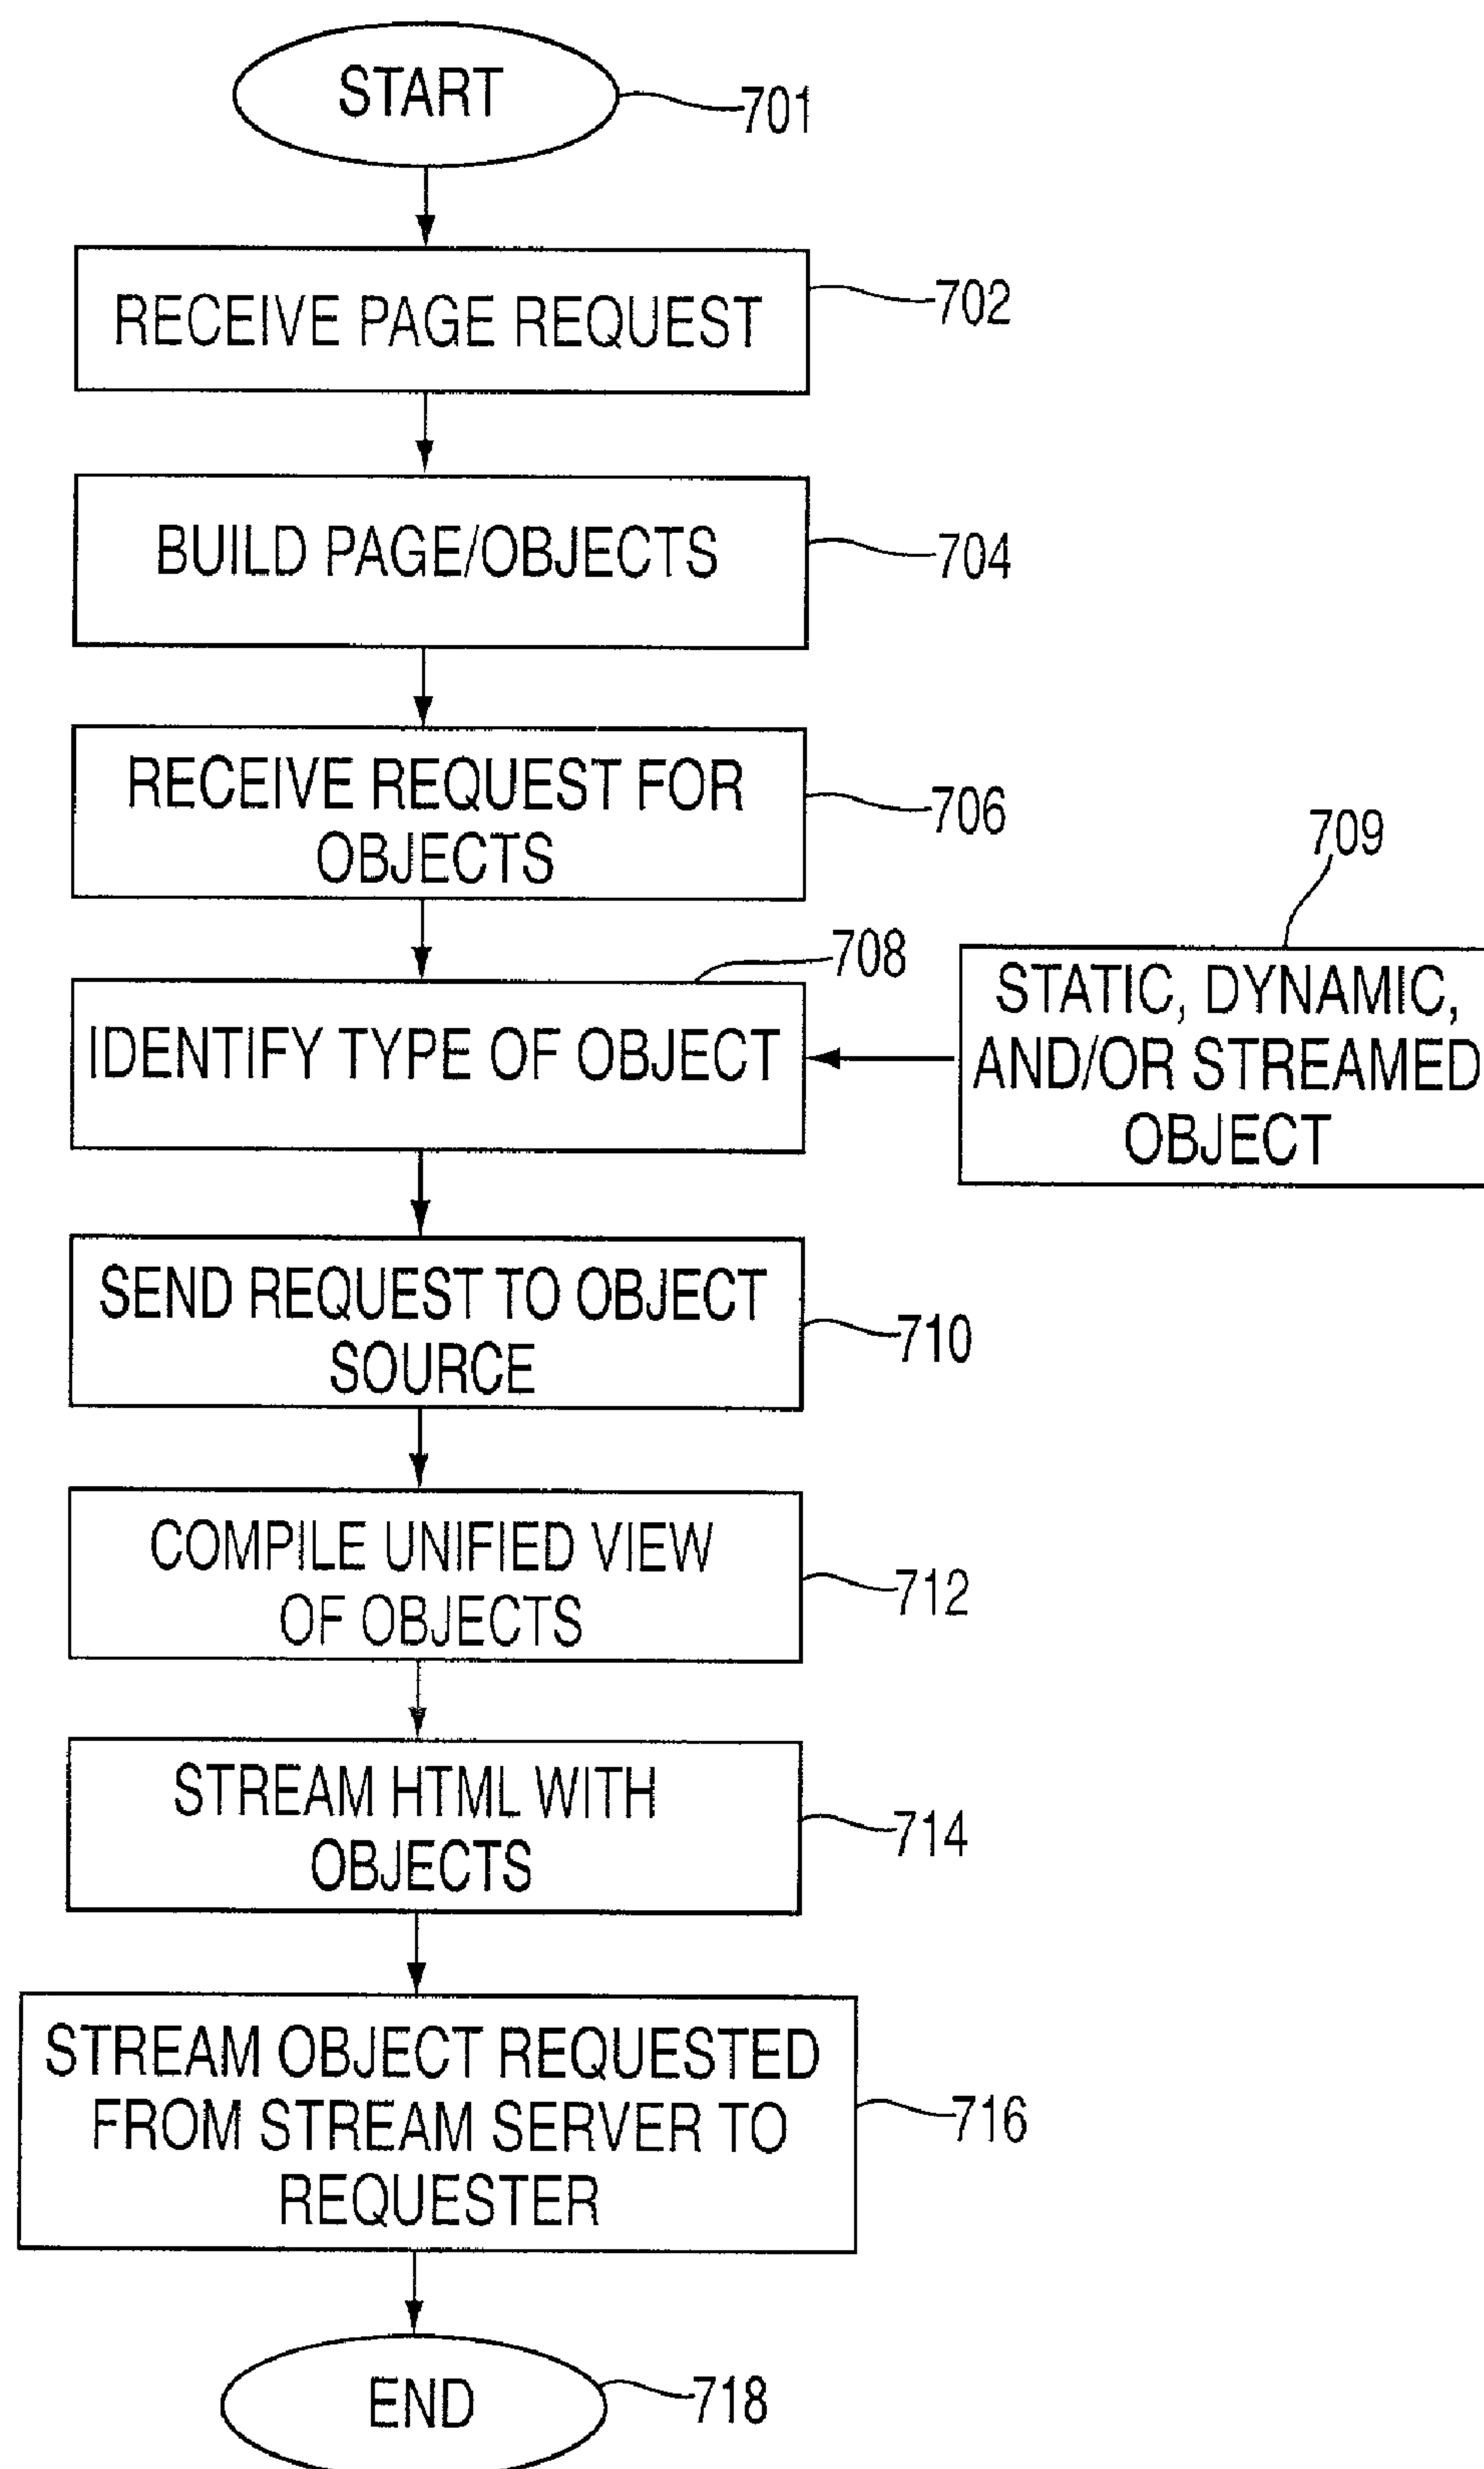 START
701
RECEIVE PAGE REQUEST
702
BUILD PAGE/OBJECTS
704
RECEIVE REQUEST FOR
OBJECTS
706
709
708
STATIC, DYNAMIC,
AND/OR STREAMED
OBJECT
IDENTIFY TYPE OF OBJECT
SEND REQUEST TO OBJECT
SOURCE
710
COMPILE UNIFIED VIEW
OF OBJECTS
712
STREAM HTML WITH
OBJECTS
714
STREAM OBJECT REQUESTED
FROM STREAM SERVER TO
REQUESTER
716
END
718